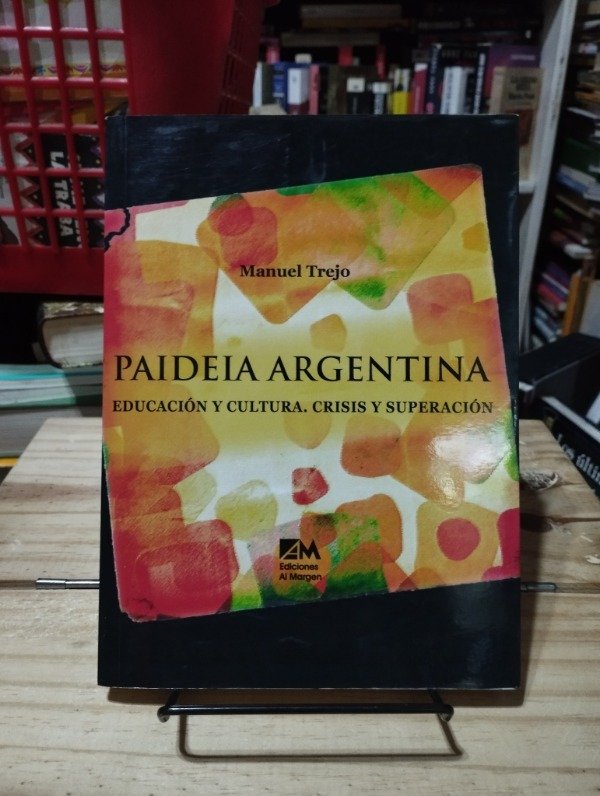 Manuel Trejo
PAIDEIA ARGENTINA
EDUCACIÓN Y CULTURA. CRISIS Y SUPERACIÓN
AM
Ediciones
Al Margen